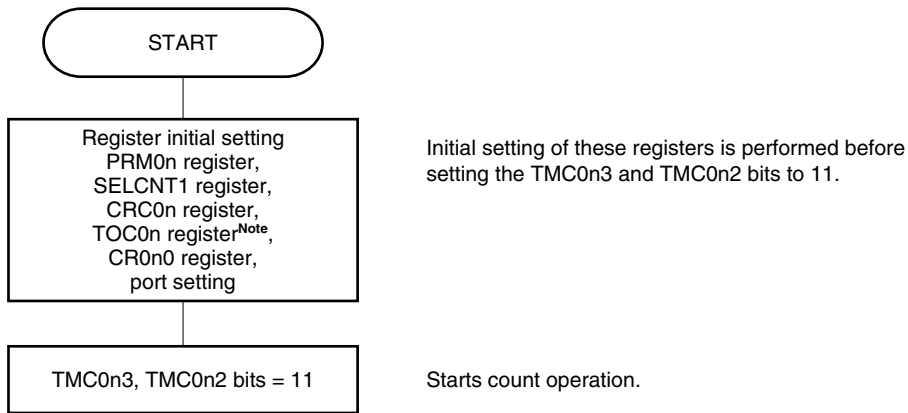 START
Register initial setting
PRM0n register,
SELCNT1 register,
CRC0n register,
TOC0n registerNote,
CR0n0 register,
port setting
Initial setting of these registers is performed before
setting the TMC0n3 and TMC0n2 bits to 11.
TMC0n3, TMC0n2 bits = 11
Starts count operation.